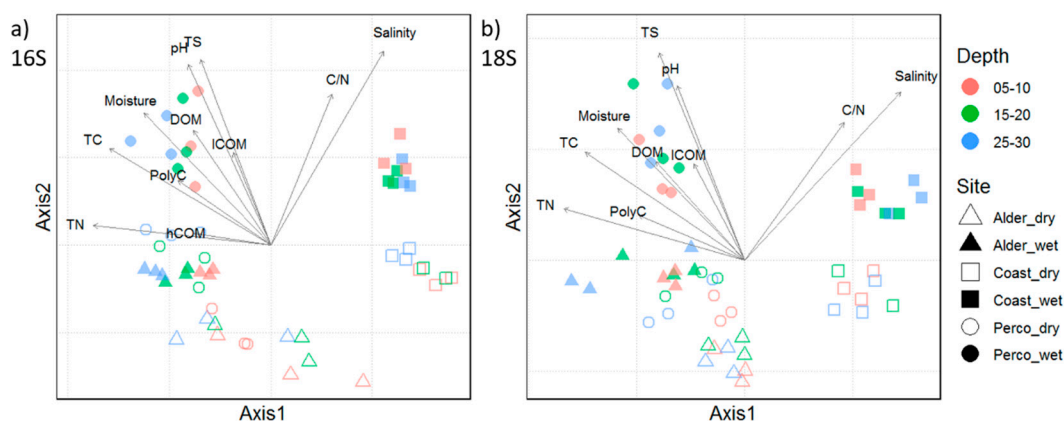 a)
16S
TS
pH
Salinity
C/N
Moisture
DOM
ICOM
TC
PolyC
TN
hCOM
Axis2
Axis1
b)
18S
TS
pH
Salinity
C/N
Moisture
DOM
ICOM
TC
TN
PolyC
Axis2
Axis1
Depth
05-10
15-20
25-30
Site
Alder_dry
Alder_wet
Coast_dry
Coast_wet
Perco_dry
Perco_wet